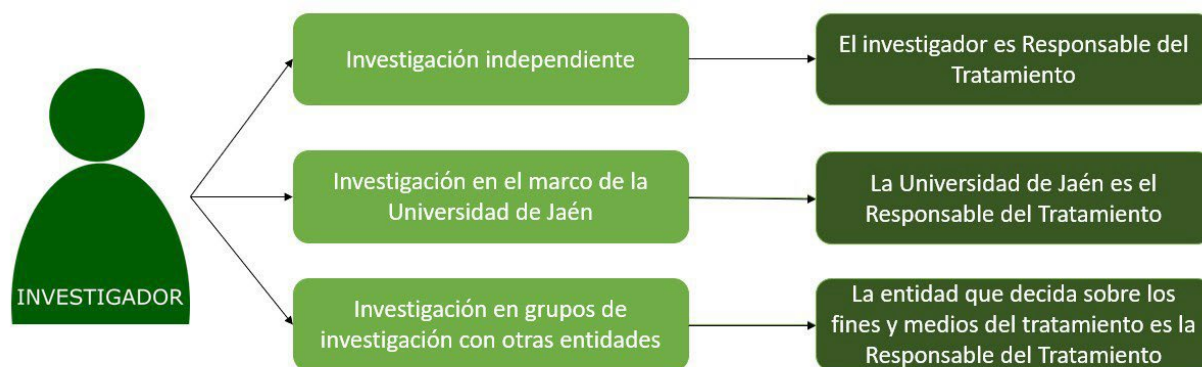 INVESTIGADOR
Investigación independiente
El investigador es Responsable del
Tratamiento
Investigación en el marco de la
Universidad de Jaén
La Universidad de Jaén es el
Responsable del Tratamiento
Investigación en grupos de
investigación con otras entidades
La entidad que decida sobre los
fines y medios del tratamiento es la
Responsable del Tratamiento